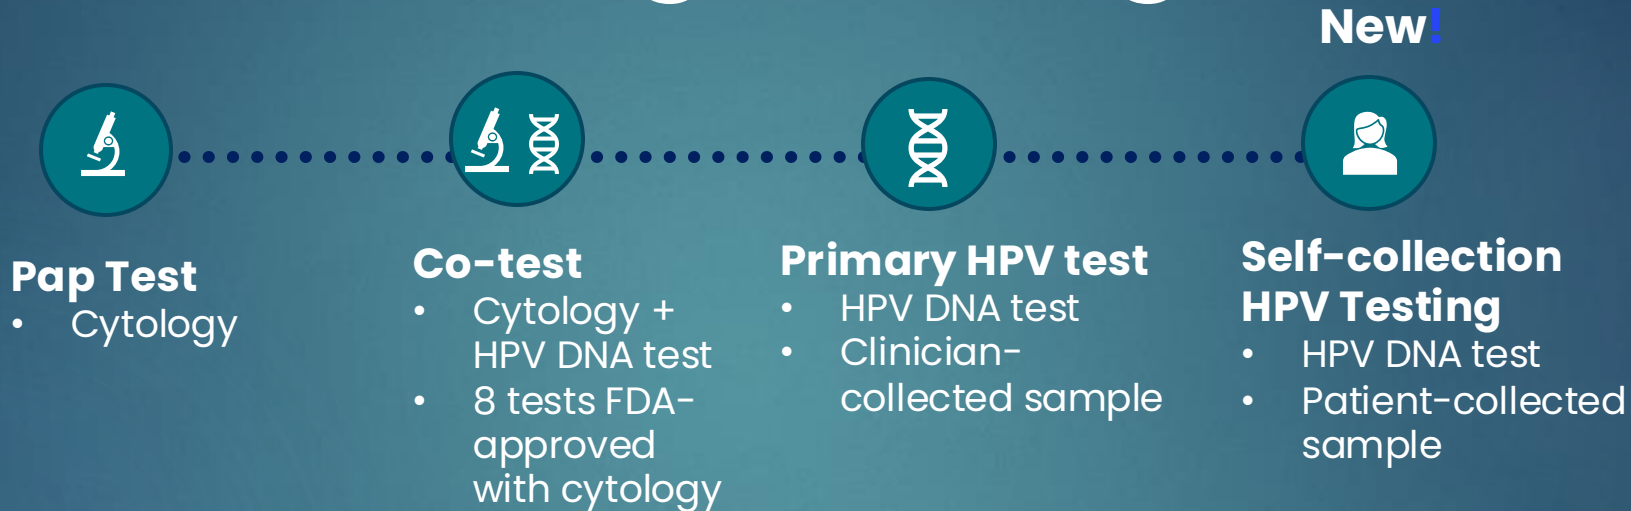 New!
Pap Test
• Cytology
Co-test
• Cytology +
HPV DNA test
• 8 tests FDA-
approved
with cytology
Primary HPV test
• HPV DNA test
• Clinician-
collected sample
Self-collection
HPV Testing
• HPV DNA test
• Patient-collected
sample